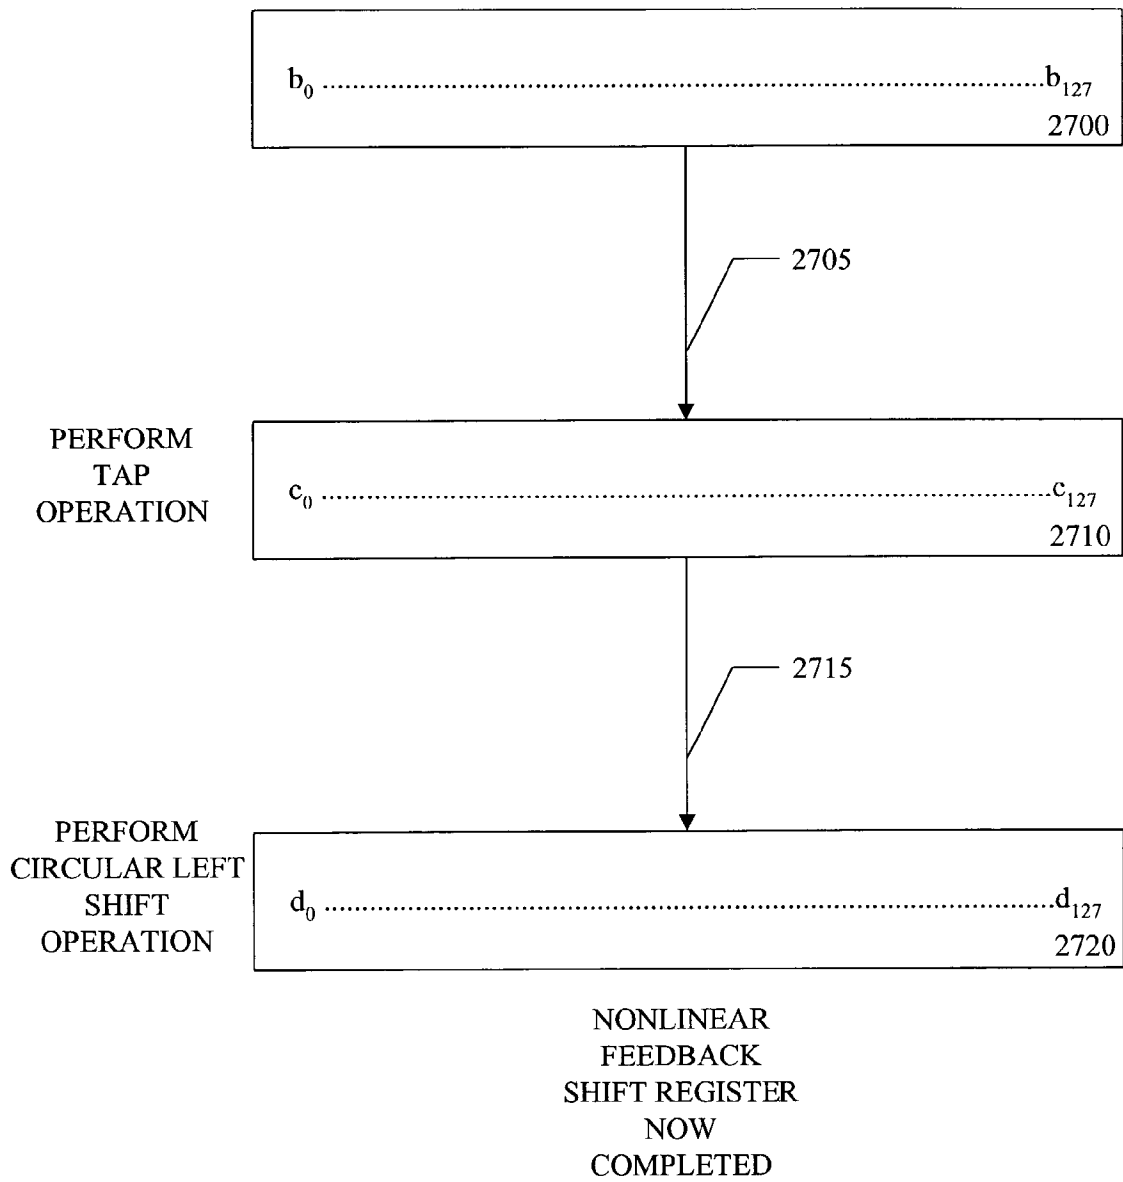 b0 ........................ b127
2700
2705
PERFORM
TAP
OPERATION
c0 ........................ c127
2710
2715
PERFORM
CIRCULAR LEFT
SHIFT
OPERATION
d0 ........................ d127
2720
NONLINEAR
FEEDBACK
SHIFT REGISTER
NOW
COMPLETED